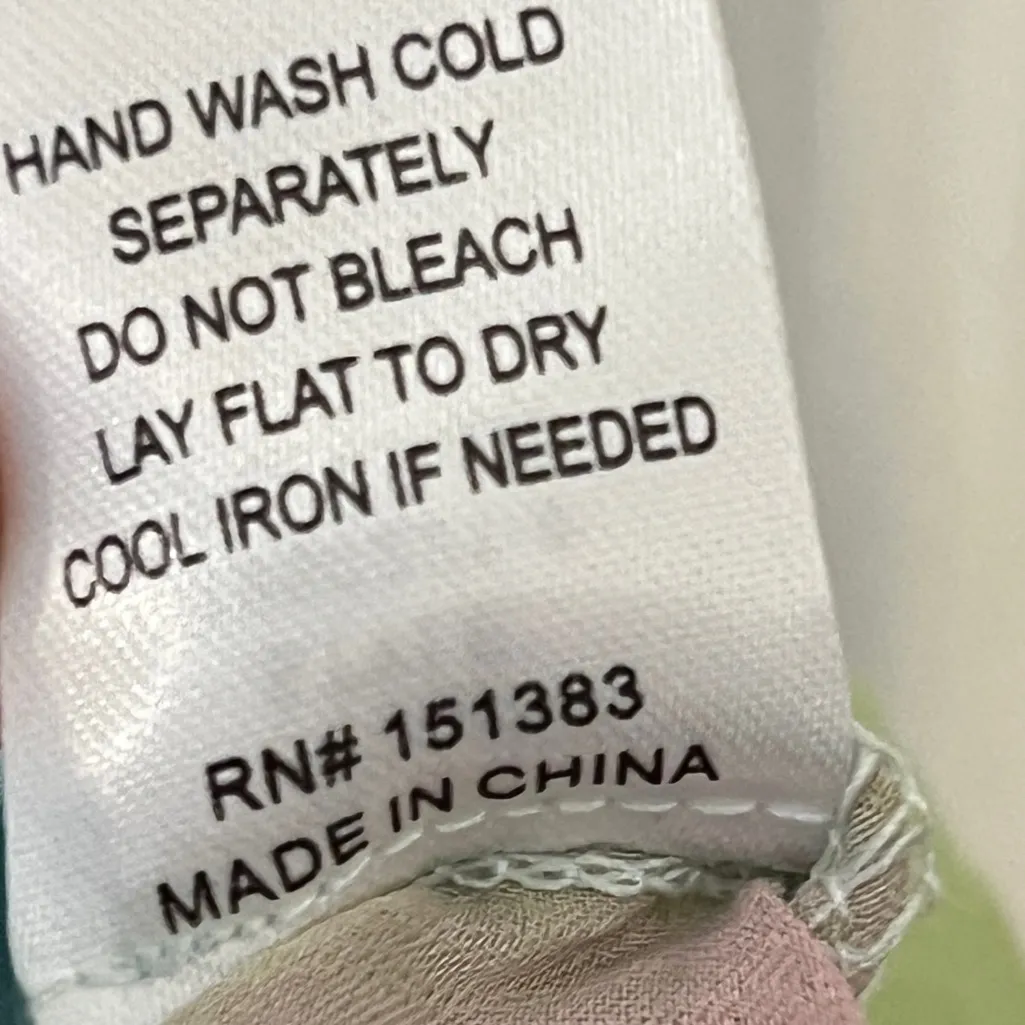 HAND WASH COLD
SEPARATELY
DO NOT BLEACH
LAY FLAT TO DRY
COOL IRON IF NEEDED
RN# 151383
MADE IN CHINA